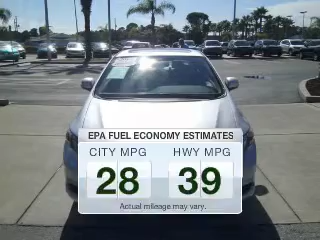 EPA FUEL ECONOMY ESTIMATES
CITY MPG HWY MPG
28 39
Actual mileage may vary.